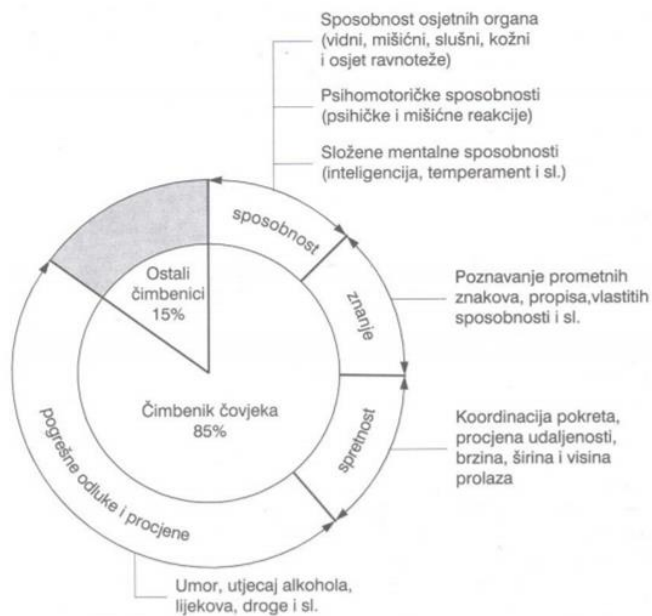 Sposobnost osjetnih organa
(vidni, mišićni, slušni, kožni
i osjet ravnoteže)
Psihomotoričke sposobnosti
(psihičke i mišićne reakcije)
Složene mentalne sposobnosti
(inteligencija, temperament i sl.)
sposobnost
Ostali
čimbenici
15%
znanje
Poznavanje prometnih
znakova, propisa,vlastitih
sposobnosti i sl.
Čimbenik čovjeka
85%
spretnost
Koordinacija pokreta,
procjena udaljenosti,
brzina, širina i visina
prolaza
pogrešne odluke i procjene
Umor, utjecaj alkohola,
lijekova, droge i sl.